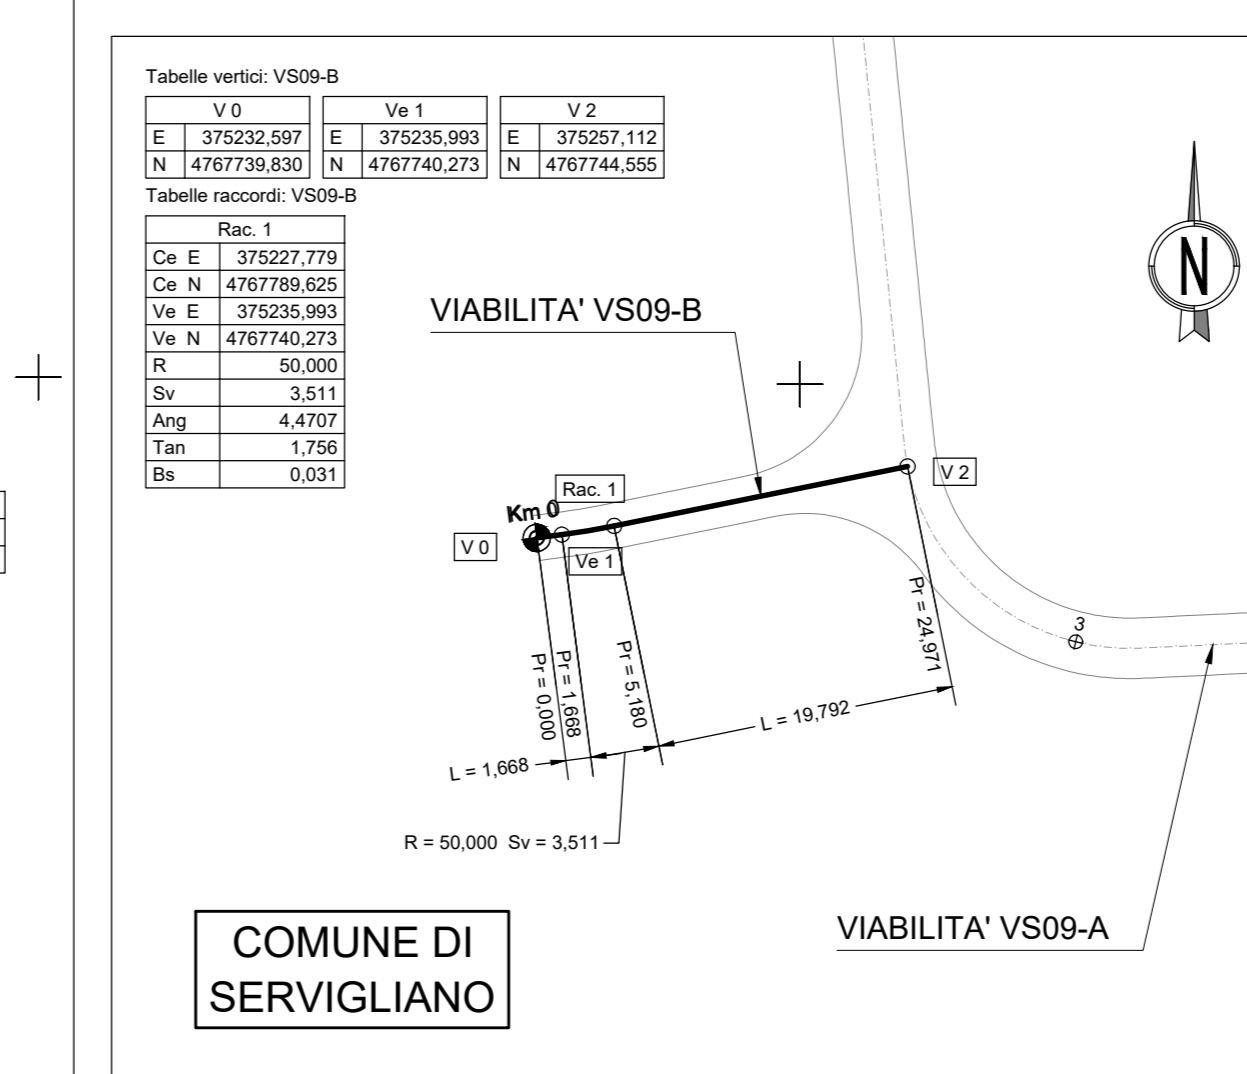 Tabelle vertici: VS09-B
V 0 Ve 1 V 2
E 375232,597 E 375235,993 E 375257,112
N 4767739,830 N 4767740,273 N 4767744,555
Tabelle raccordi: VS09-B
Rac. 1
Ce E 375227,779
Ce N 4767789,625
Ve E 375235,993
Ve N 4767740,273
R 50,000
Sv 3,511
Ang 4,4707
Tan 1,756
Bs 0,031
N
VIABILITA' VS09-B
V 2
Rac. 1
Km 0
V 0
Ve 1
Pr = 0,000
Pr = 1,668
Pr = 5,180
Pr = 24,971
3
L = 1,668
L = 19,792
R = 50,000 Sv = 3,511
VIABILITA' VS09-A
COMUNE DI
SERVIGLIANO